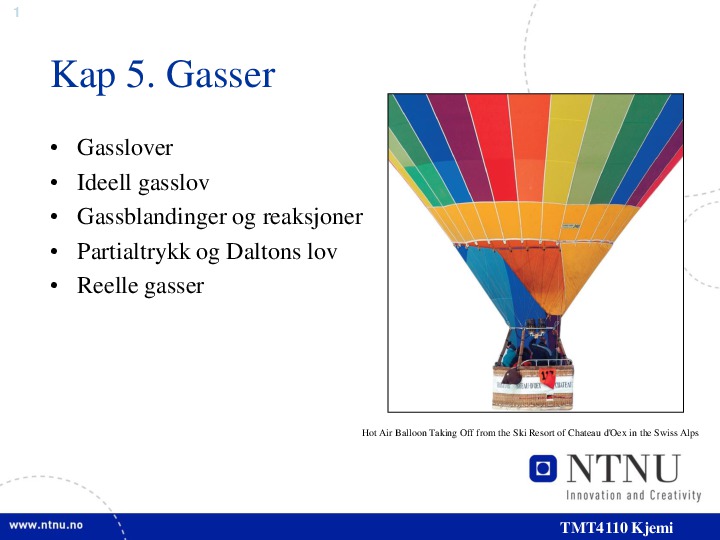 1
Kap 5. Gasser
• Gasslover
• Ideell gasslov
• Gassblandinger og reaksjoner
• Partialtrykk og Daltons lov
• Reelle gasser
CHATEAU
Hot Air Balloon Taking Off from the Ski Resort of Chateau d'Oex in the Swiss Alps
NTNU
Innovation and Creativity
www.ntnu.no
TMT4110 Kjemi